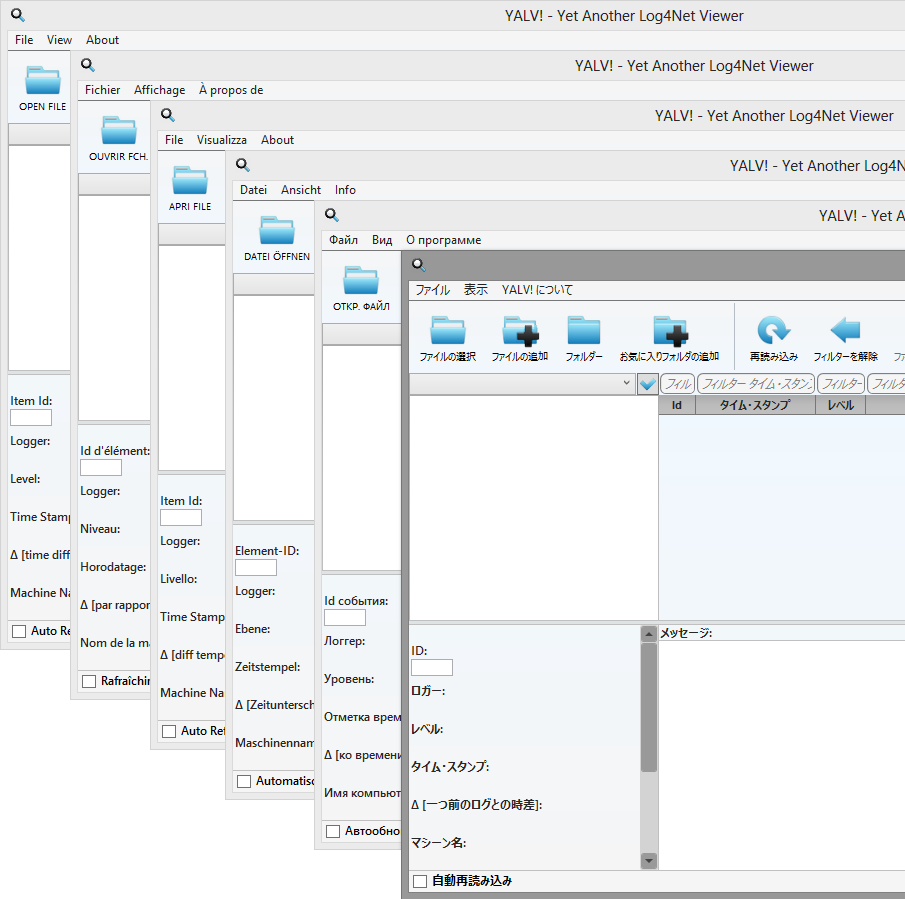 YALV! - Yet Another Log4Net Viewer
File View About
OPEN FILE
Item Id:
Logger:
Level:
Time Stamp
Δ [time diff
Machine Na
Auto Re
YALV! - Yet Another Log4Net Viewer
Fichier Affichage À propos de
OUVRIR FCH.
Id d'élément:
Logger:
Niveau:
Horodatage:
Δ [par rappor
Nom de la ma
Rafraîchir
YALV! - Yet Another Log4Net Viewer
File Visualizza About
APRI FILE
Item Id:
Logger:
Livello:
Time Stamp
Δ [diff tempo
Machine Na
Auto Ref
YALV! - Yet Another Log4N
Datei Ansicht Info
DATEI ÖFFNEN
Element-ID:
Logger:
Ebene:
Zeitstempel:
Δ [Zeituntersch
Maschinennam
Automatisc
YALV! - Yet A
Файл Вид О программе
ОТКР. ФАЙЛ
Id события:
Логгер:
Уровень:
Отметка врем
Δ [ко времени
Имя компьют
Автообно
ファイル 表示 YALV! について
ファイルの選択 ファイルの追加 フォルダー お気に入りフォルダの追加 再読み込み フィルターを解除 ファ
フィル フィルター タイム・スタンプ フィルター フィルタ
Id タイム・スタンプ レベル
メッセージ:
ID:
ロガー:
レベル:
タイム・スタンプ:
Δ [一つ前のログとの時差]:
マシーン名:
自動再読み込み